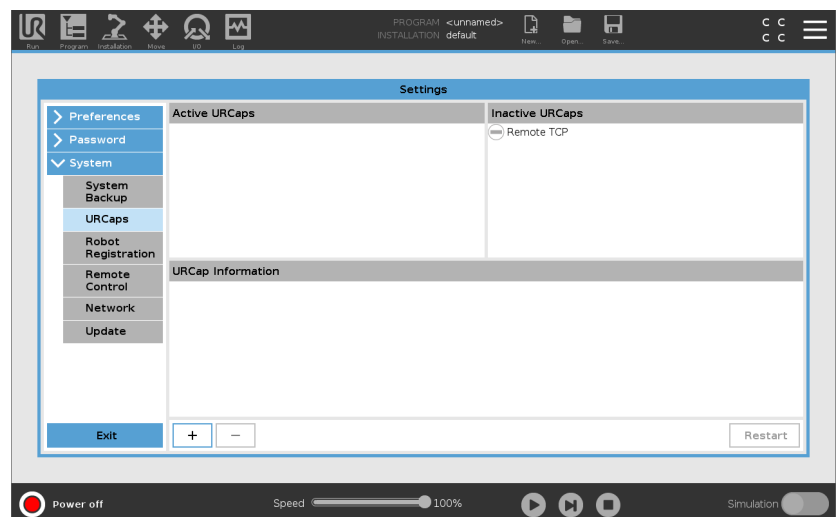 PROGRAM <unnamed>
INSTALLATION default
UR
Run
Program
Installation
Move
I/O
Log
New...
Open...
Save...
C C
C C
Settings
Preferences
Password
System
System
Backup
URCaps
Robot
Registration
Remote
Control
Network
Update
Exit
Active URCaps
Inactive URCaps
Remote TCP
URCap Information
+
−
Restart
Power off
Speed
100%
Simulation